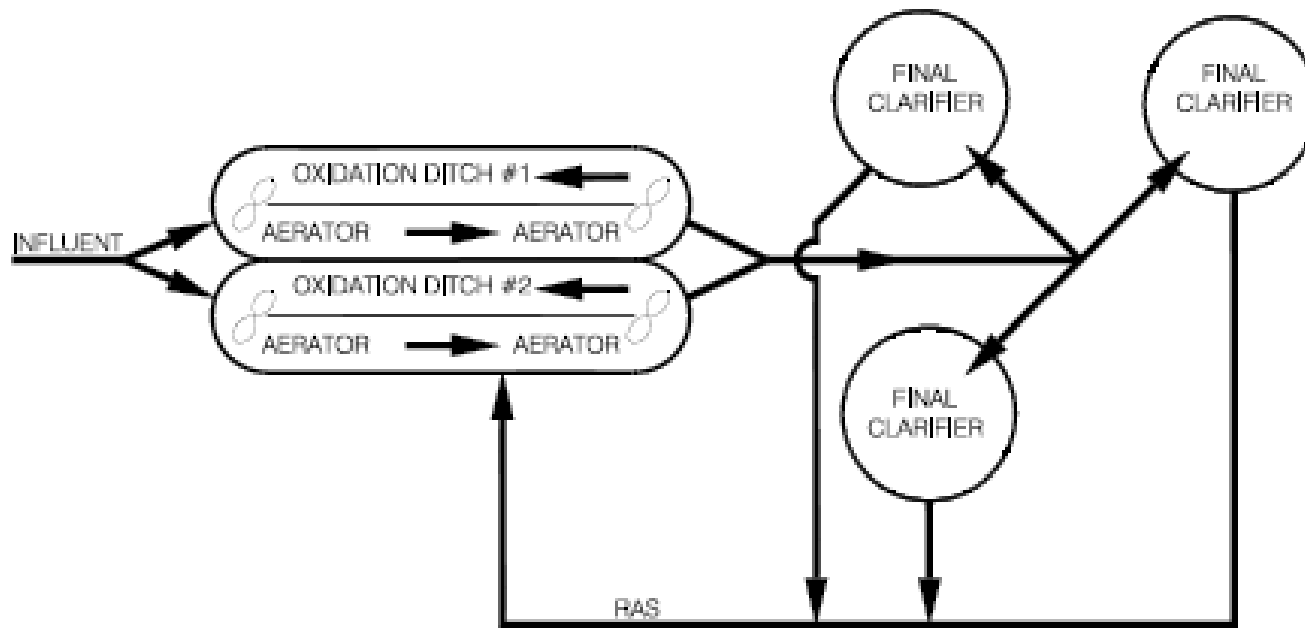 FINAL
CLARIFIER
FINAL
CLARIFIER
OXIDATION DITCH #1
AERATOR AERATOR
INFLUENT
OXIDATION DITCH #2
AERATOR AERATOR
FINAL
CLARIFIER
RAS